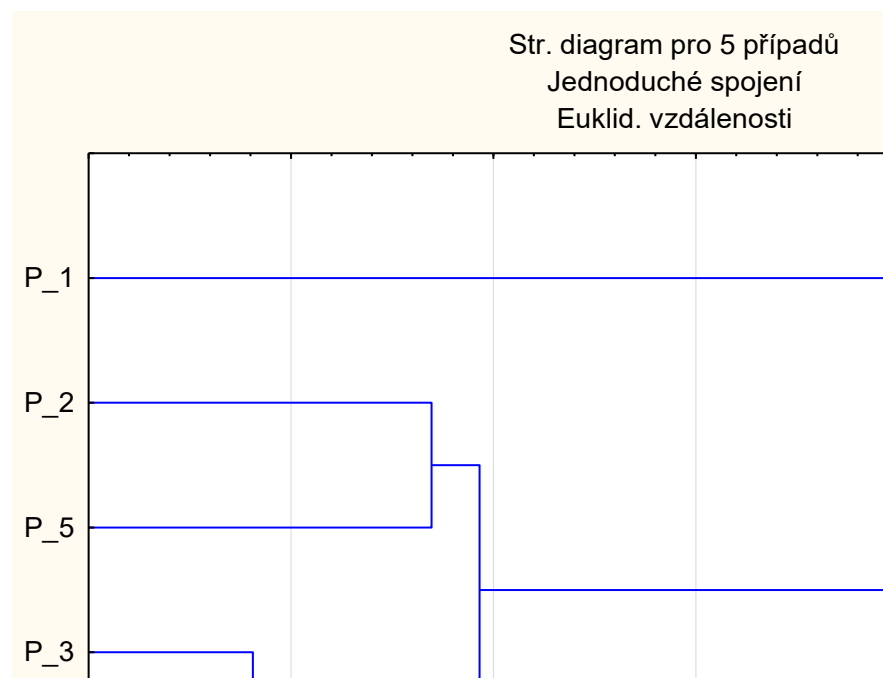 Str. diagram pro 5 případů
Jednoduché spojení
Euklid. vzdálenosti
P_1
P_2
P_5
P_3